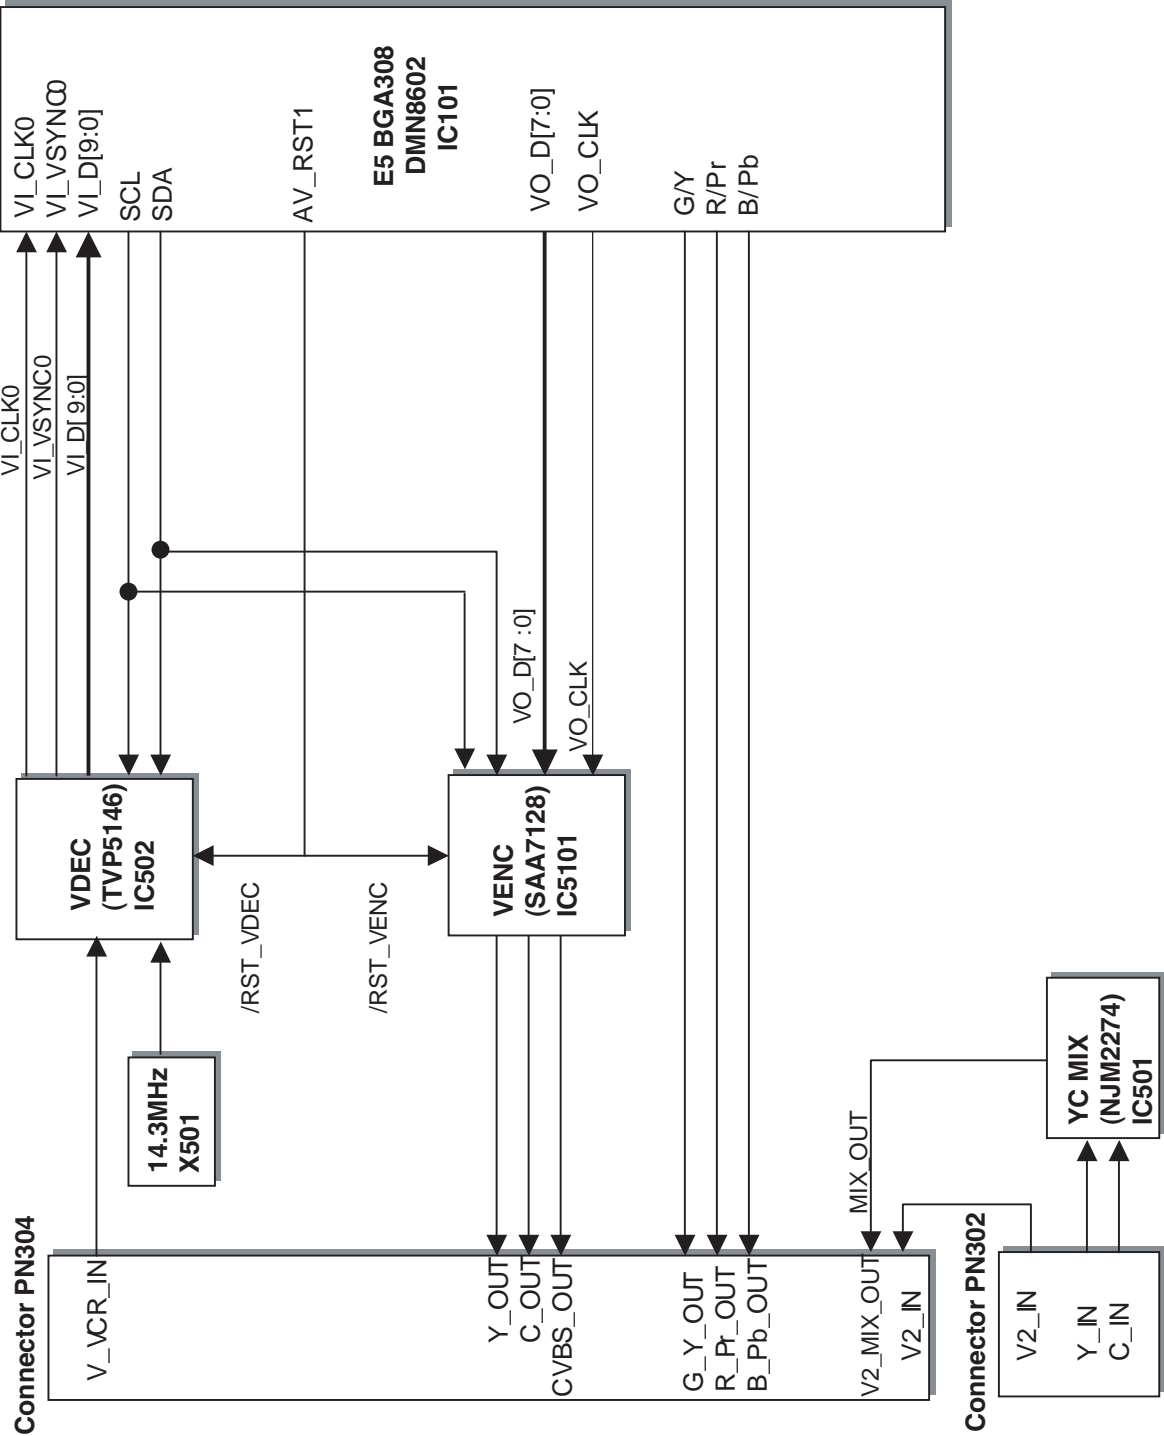 Connector PN304
V_VCR_IN
Y_OUT
C_OUT
CVBS_OUT
G_Y_OUT
R_Pr_OUT
B_Pb_OUT
V2_MIX_OUT
V2_IN
Connector PN302
V2_IN
Y_IN
C_IN
14.3MHz
X501
MIX_OUT
YC MIX
(NJM2274)
IC501
VDEC
(TVP5146)
IC502
/RST_VDEC
/RST_VENC
VENC
(SAA7128)
IC5101
VI_CLK0
VI_VSYNC0
VI_D[ 9:0]
VO_D[7 :0]
VO_CLK
VI_CLK0
VI_VSYNC0
VI_D[9:0]
SCL
SDA
AV_RST1
E5 BGA308
DMN8602
IC101
VO_D[7:0]
VO_CLK
G/Y
R/Pr
B/Pb